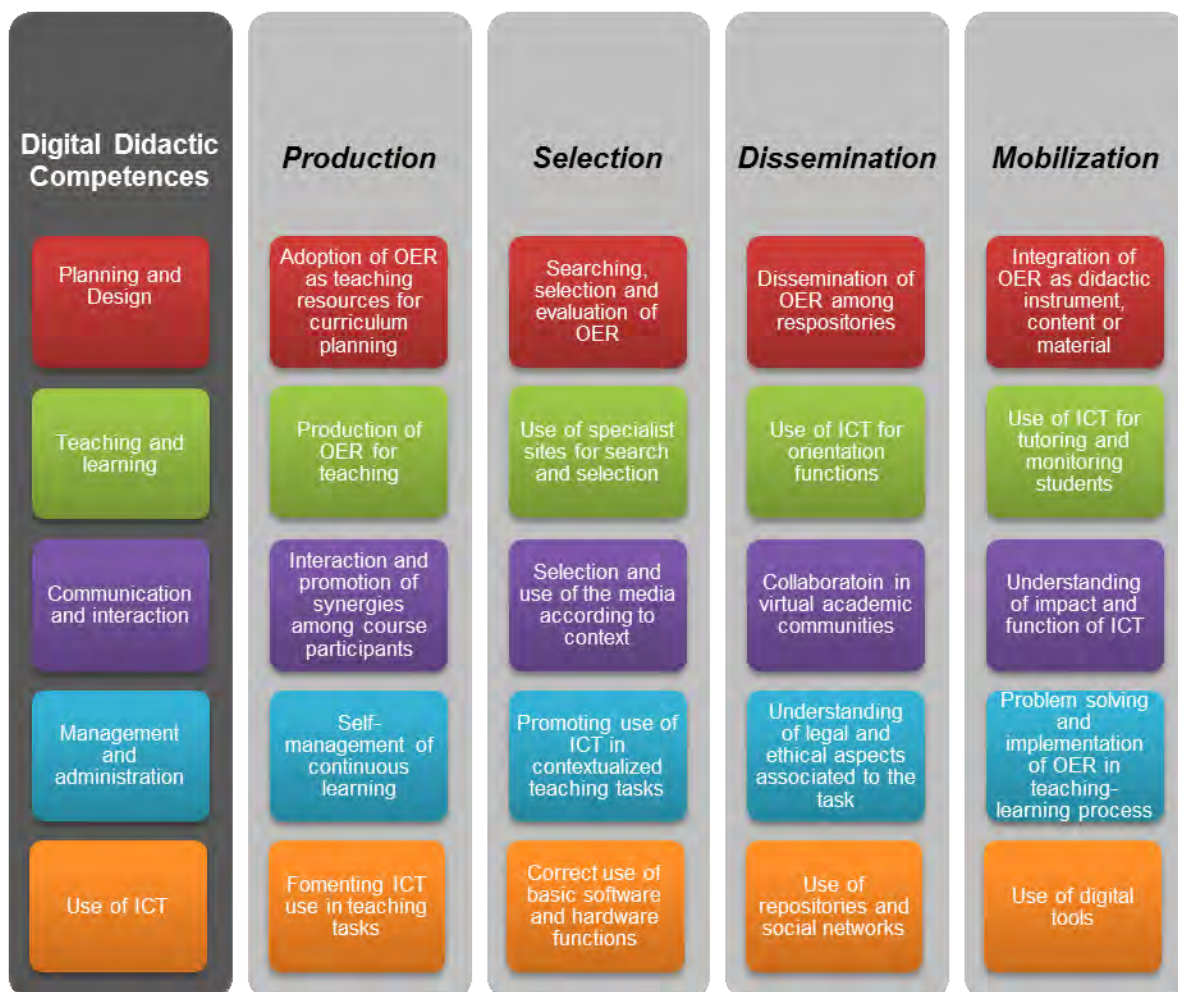 Digital Didactic
Competences
Production
Selection
Dissemination
Mobilization
Planning and
Design
Adoption of OER
as teaching
resources for
curriculum
planning
Searching,
selection and
evaluation of
OER
Dissemination of
OER among
respositories
Integration of
OER as didactic
instrument,
content or
material
Teaching and
learning
Production of
OER for
teaching
Use of specialist
sites for search
and selection
Use of ICT for
orientation
functions
Use of ICT for
tutoring and
monitoring
students
Communication
and interaction
Interaction and
promotion of
synergies
among course
participants
Selection and
use of the media
according to
context
Collaboratoin in
virtual academic
communities
Understanding
of impact and
function of ICT
Management
and
administration
Self-
management of
continuous
learning
Promoting use of
ICT in
contextualized
teaching tasks
Understanding
of legal and
ethical aspects
associated to the
task
Problem solving
and
implementation
of OER in
teaching-
learning process
Use of ICT
Fomenting ICT
use in teaching
tasks
Correct use of
basic software
and hardware
functions
Use of
repositories and
social networks
Use of digital
tools